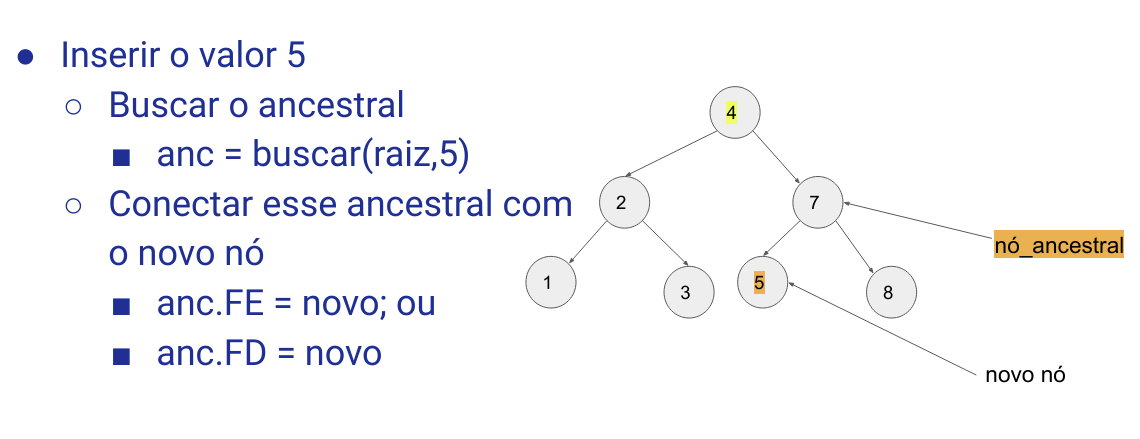 ● Inserir o valor 5
○ Buscar o ancestral
■ anc = buscar(raiz,5)
○ Conectar esse ancestral com
o novo nó
■ anc.FE = novo; ou
■ anc.FD = novo
4
2
7
nó_ancestral
1
3
5
8
novo nó